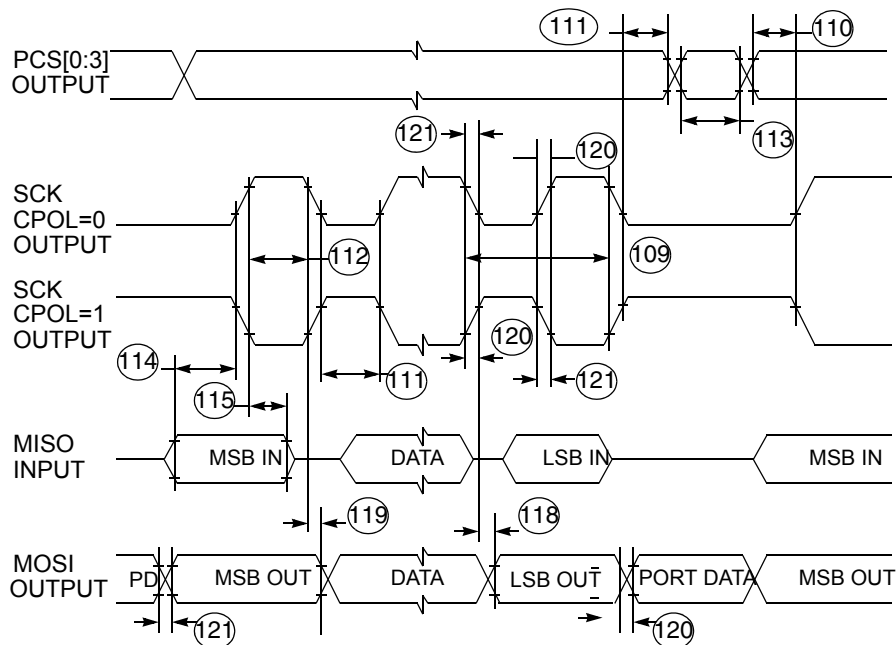 111
110
PCS[0:3]
OUTPUT
121
120
113
SCK
CPOL=0
OUTPUT
112
109
SCK
CPOL=1
OUTPUT
114
120
111
121
115
MISO
INPUT
MSB IN
DATA
LSB IN
MSB IN
119
118
MOSI
OUTPUT
PD
MSB OUT
DATA
LSB OUT
PORT DATA
MSB OUT
121
120